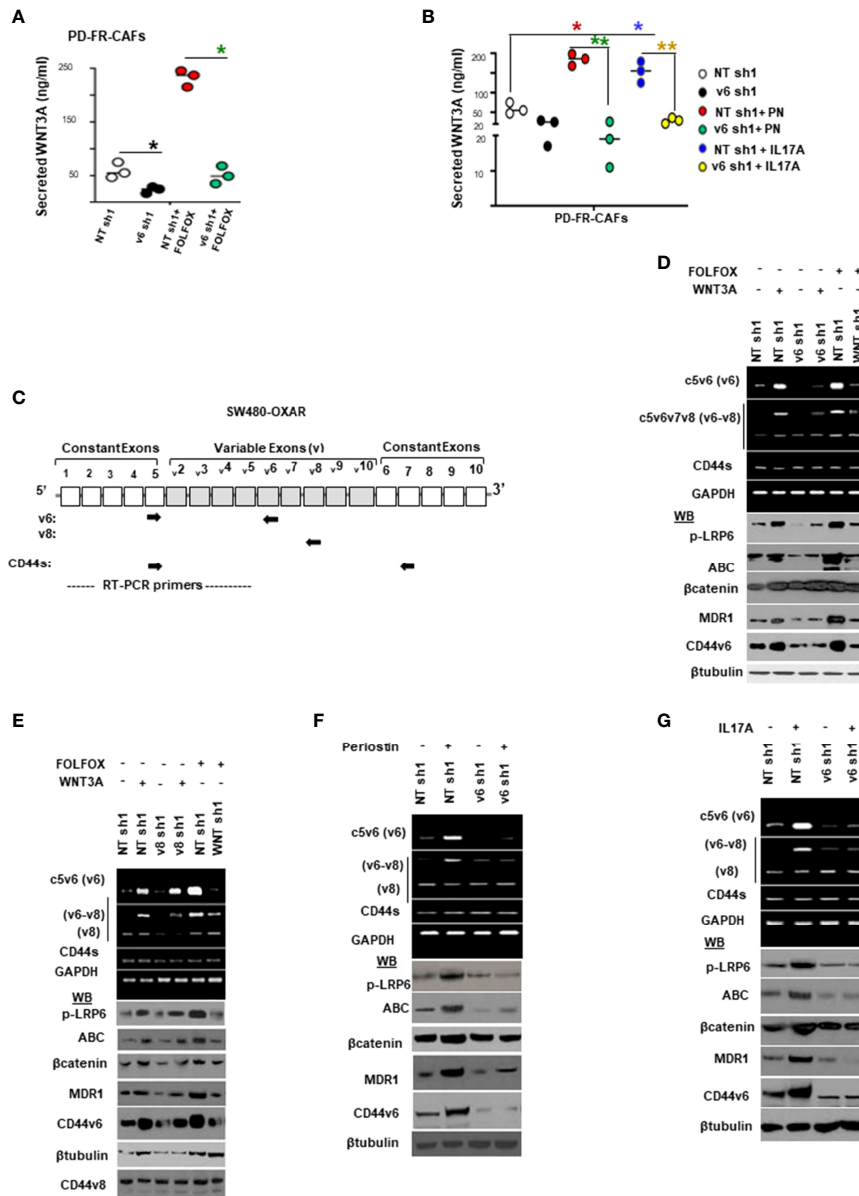 A
PD-FR-CAFs
*
*
250
150
50
Secreted WNT3A (ng/ml)
NT sh1
v6 sh1
NT sh1+
FOLFOX
v6 sh1+
FOLFOX
B
*
**
*
**
200
100
50
20
20
10
Secreted WNT3A (ng/ml)
PD-FR-CAFs
NT sh1
v6 sh1
NT sh1+ PN
v6 sh1+ PN
NT sh1 + IL17A
v6 sh1 + IL17A
C
SW480-OXAR
Constant Exons
Variable Exons (v)
Constant Exons
1 2 3 4 5 v2 v3 v4 v5 v6 v7 v8 v9 v10 6 7 8 9 10
5’
3’
v6:
v8:
CD44s:
------ RT-PCR primers ----------
D
FOLFOX - - - - + +
WNT3A - + - +
NT sh1 NT sh1 v6 sh1 v6 sh1 NT sh1 WNT sh1
c5v6 (v6)
c5v6v7v8 (v6-v8)
CD44s
GAPDH
WB
p-LRP6
ABC
βcatenin
MDR1
CD44v6
βtubulin
E
FOLFOX - - - - + +
WNT3A - + - + - -
NT sh1 NT sh1 v8 sh1 v8 sh1 NT sh1 WNT sh1
c5v6 (v6)
(v6-v8)
(v8)
CD44s
GAPDH
WB
p-LRP6
ABC
βcatenin
MDR1
CD44v6
βtubulin
CD44v8
F
Periostin - + - +
NT sh1 NT sh1 v6 sh1 v6 sh1
c5v6 (v6)
(v6-v8)
(v8)
CD44s
GAPDH
WB
p-LRP6
ABC
βcatenin
MDR1
CD44v6
βtubulin
G
IL17A - + - +
NT sh1 NT sh1 v6 sh1 v6 sh1
c5v6 (v6)
(v6-v8)
(v8)
CD44s
GAPDH
WB
p-LRP6
ABC
βcatenin
MDR1
CD44v6
βtubulin